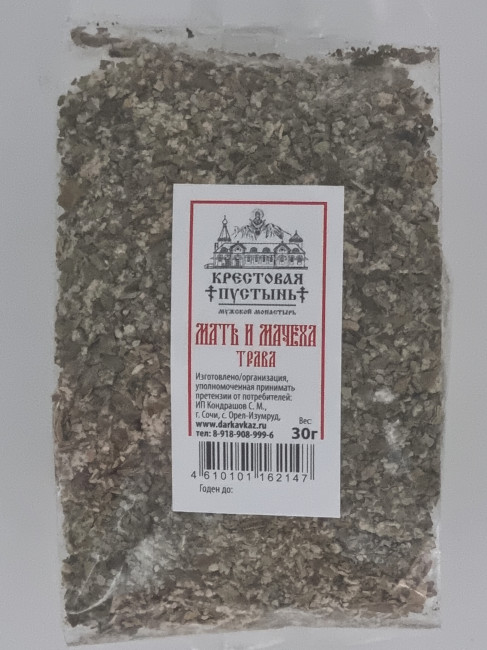 КРЕСТОВАЯ
ПУСТЫНЬ
МУЖСКОЙ МОНАСТЫРЬ
МАТЬ И МАЧЕХА
ТРАВА
Изготовлено/организация,
уполномоченная принимать
претензии от потребителей:
ИП Кондрашов С. М.,
г. Сочи, с. Орел-Изумруд,
www.darkavkaz.ru
тел: 8-918-908-999-6
Вес:
30г
4 610101 162147
Годен до: